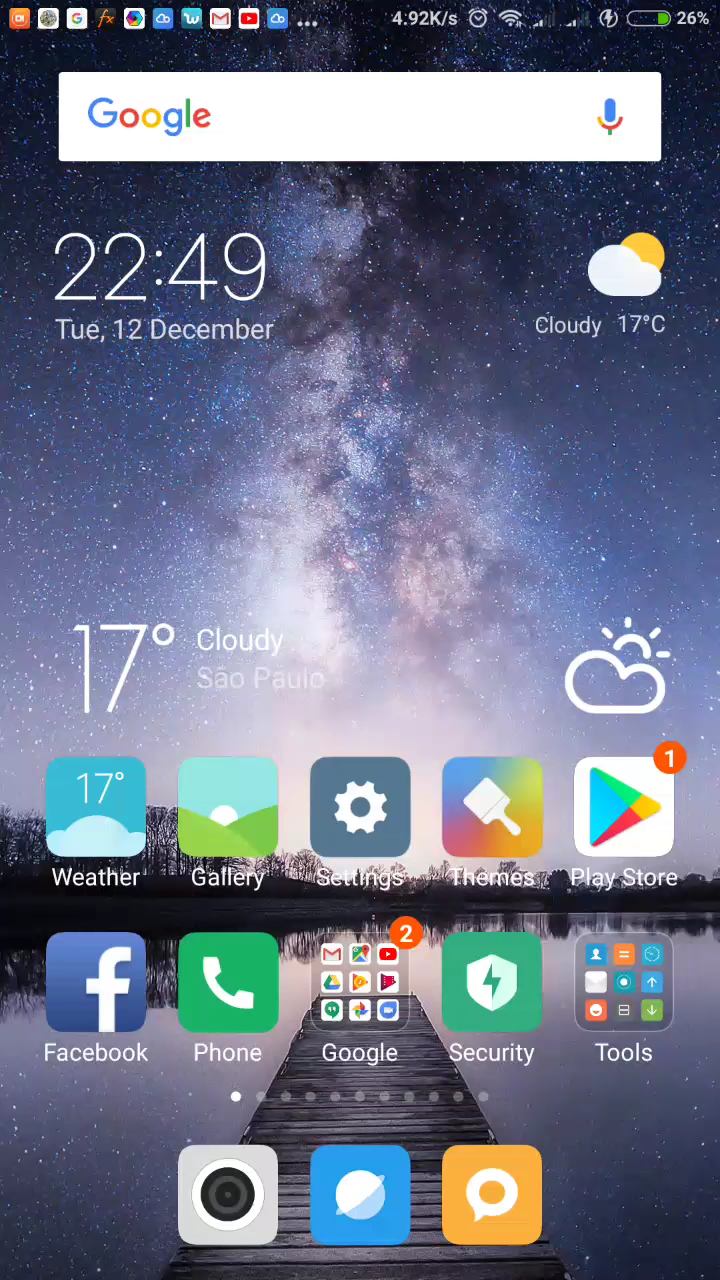 4:92K/s 26%
Google
22:49
Tue, 12 December
Cloudy 17°C
17° Cloudy
São Paulo
17°
1
Weather Gallery Settings Themes Play Store
2
Facebook Phone Google Security Tools